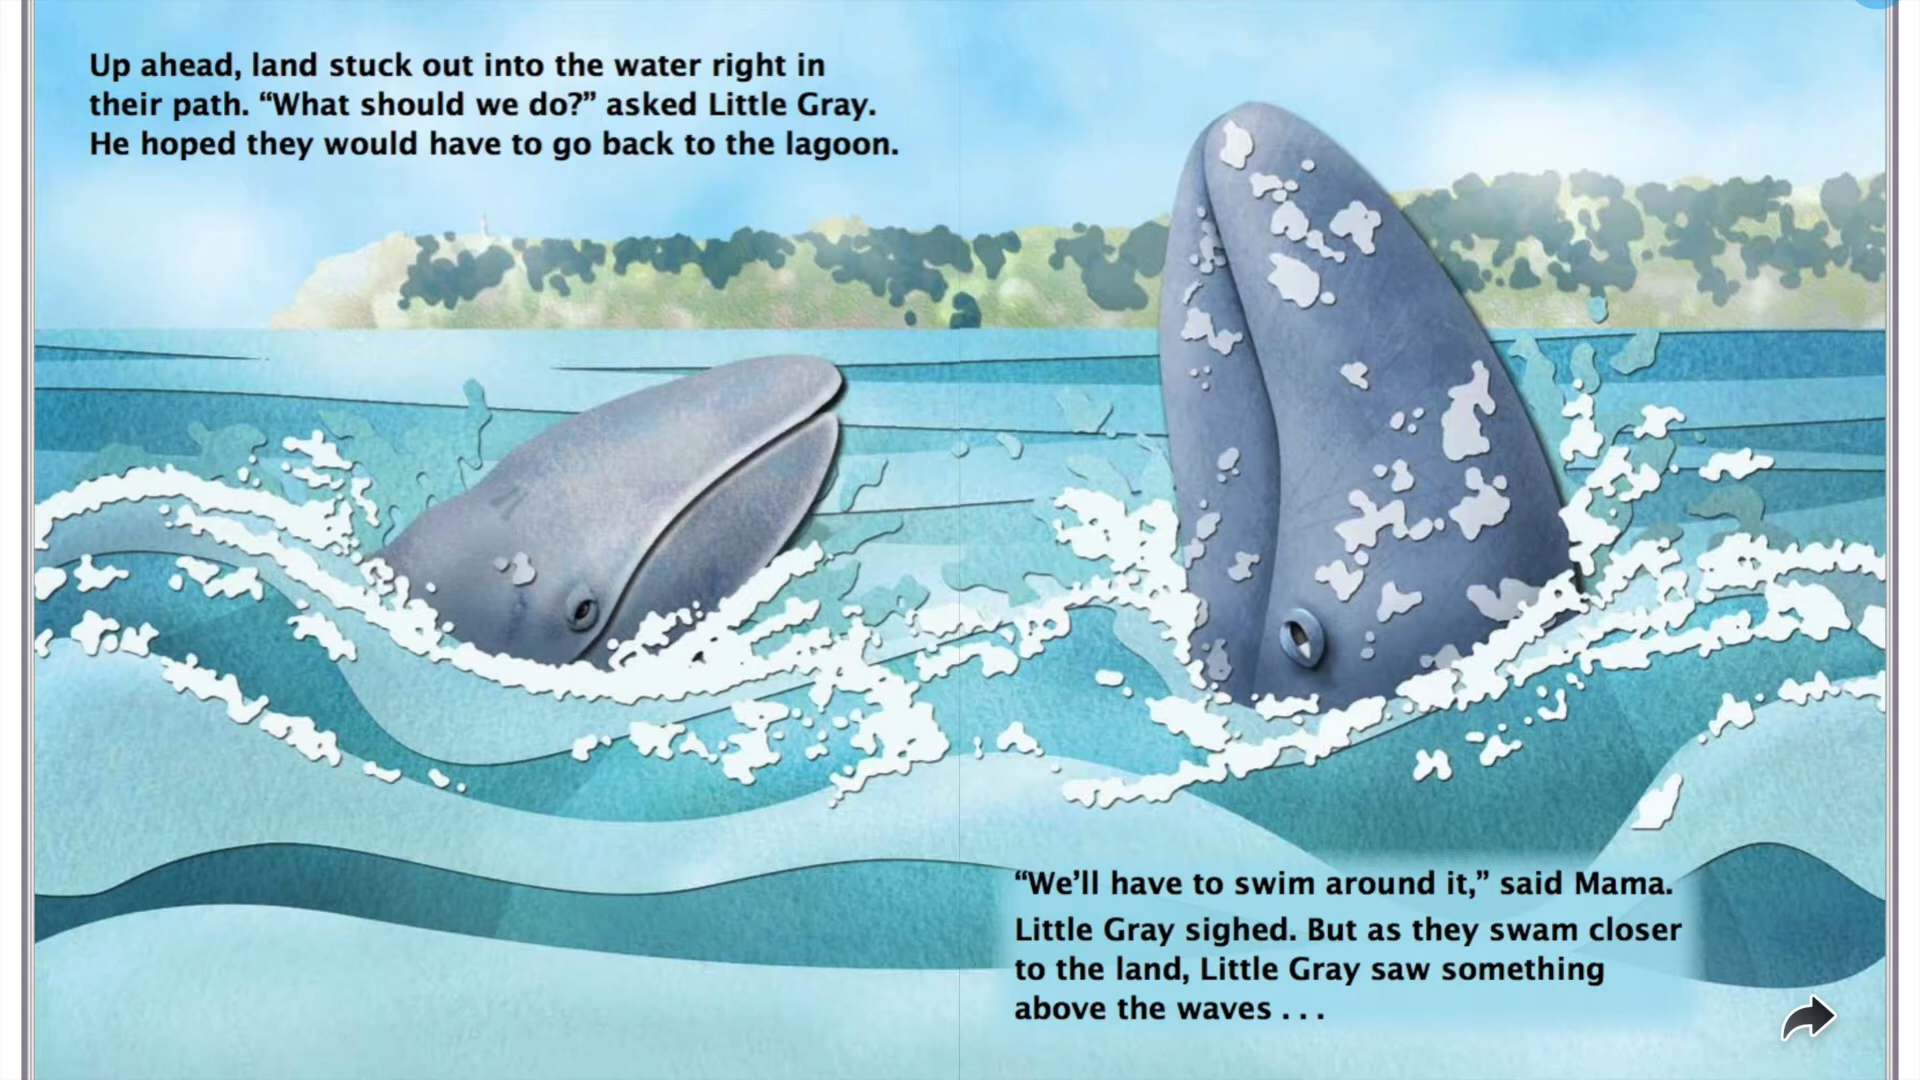 Up ahead, land stuck out into the water right in
their path. “What should we do?” asked Little Gray.
He hoped they would have to go back to the lagoon.
“We’ll have to swim around it,” said Mama.
Little Gray sighed. But as they swam closer
to the land, Little Gray saw something
above the waves . . .